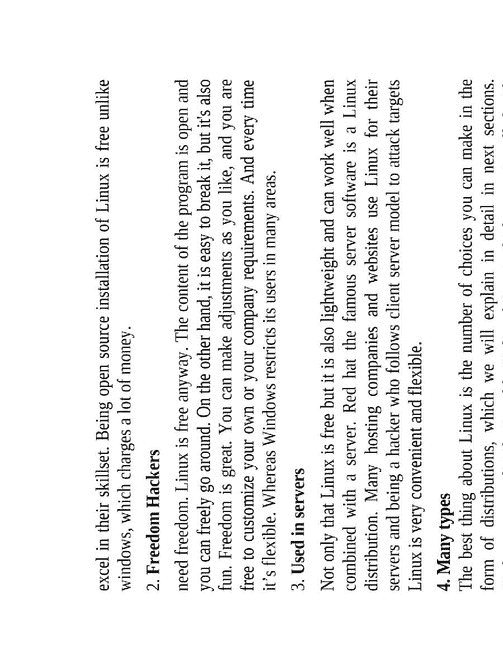 excel in their skillset. Being open source installation of Linux is free unlike
windows, which charges a lot of money.
2. Freedom Hackers
need freedom. Linux is free anyway. The content of the program is open and
you can freely go around. On the other hand, it is easy to break it, but it's also
fun. Freedom is great. You can make adjustments as you like, and you are
free to customize your own or your company requirements. And every time
it's flexible. Whereas Windows restricts its users in many areas.
3. Used in servers
Not only that Linux is free but it is also lightweight and can work well when
combined with a server. Red hat the famous server software is a Linux
distribution. Many hosting companies and websites use Linux for their
servers and being a hacker who follows client server model to attack targets
Linux is very convenient and flexible.
4. Many types
The best thing about Linux is the number of choices you can make in the
form of distributions, which we will explain in detail in next sections.